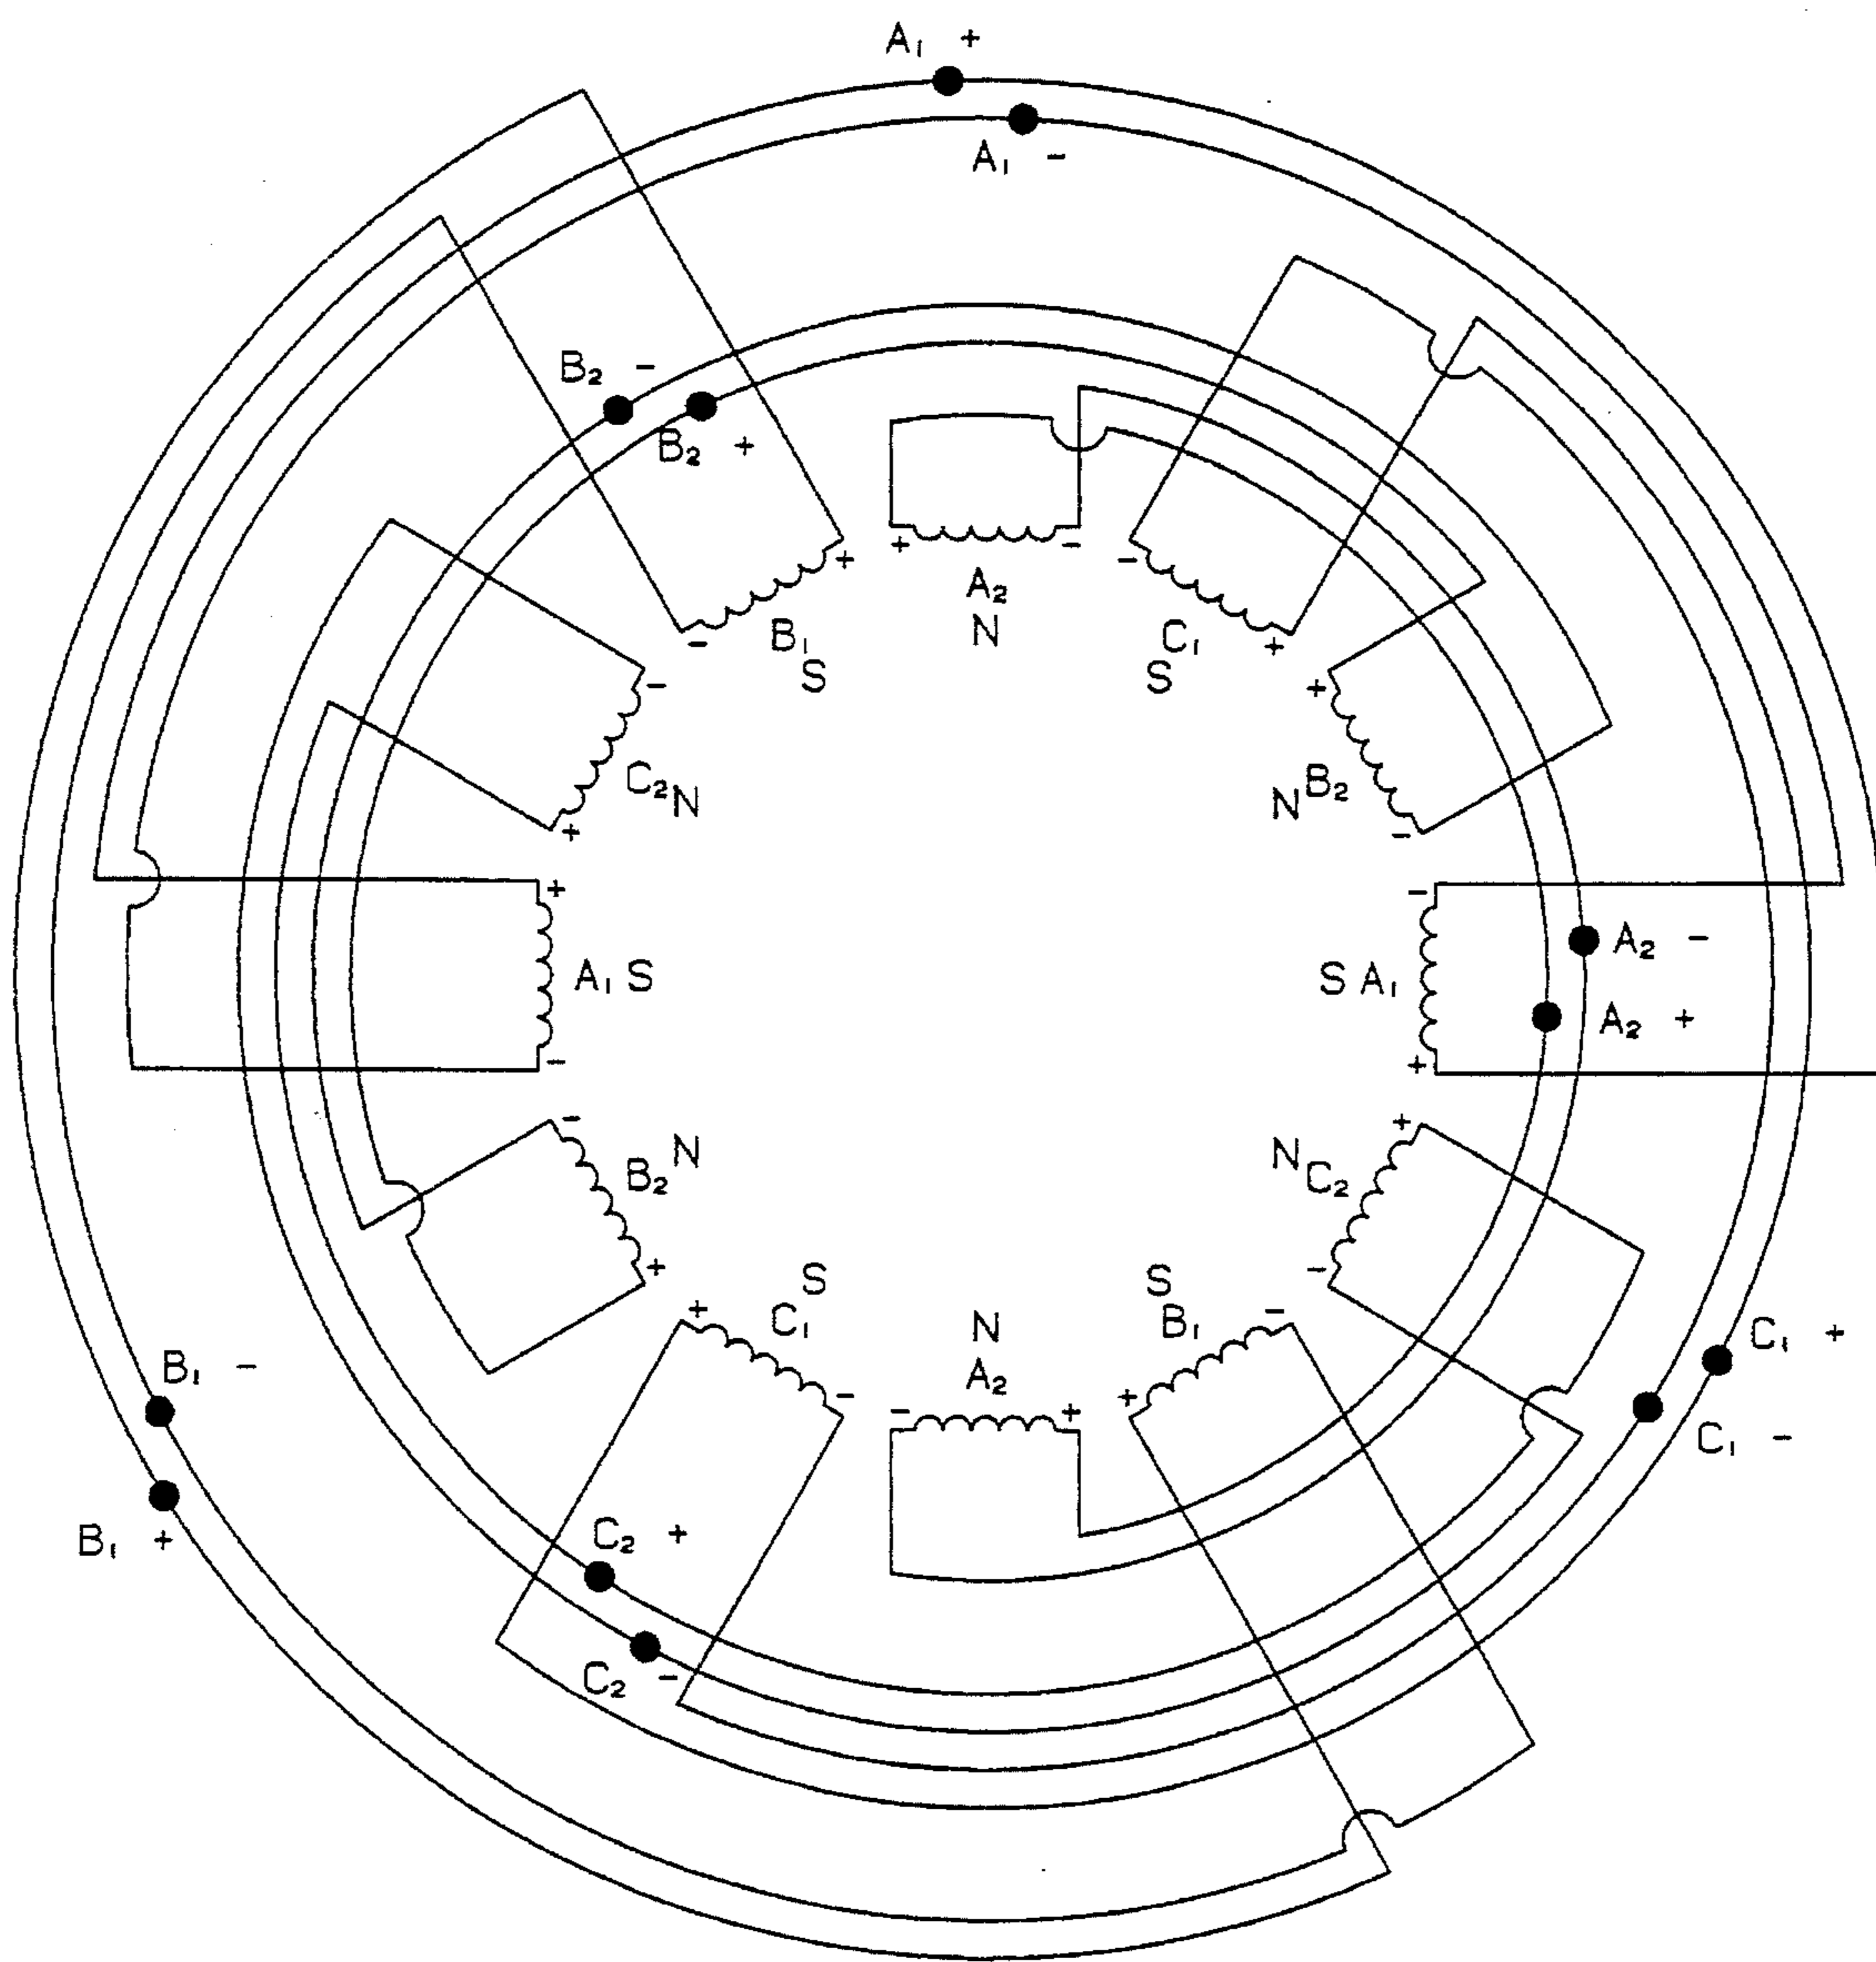 A₁ +
A₁ -
B₂ -
B₂ +
+ -
A₂
N
- +
B₁
S
- +
C₁
S
- +
C₂ N
+ -
N B₂
+ -
A₁ S
- +
S A₁
A₂ -
A₂ +
- +
B₂ N
+ -
N C₂
+ -
S
C₁
- +
N
A₂
+ -
S
B₁
C₁ +
C₁ -
B₁ -
B₁ +
C₂ +
C₂ -